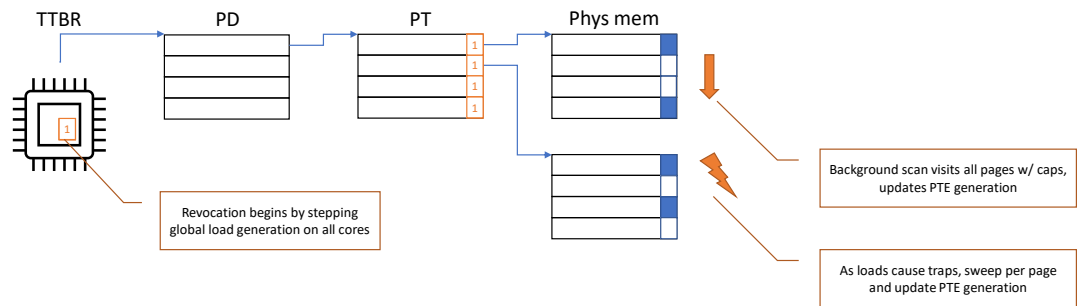 TTBR
PD
PT
Phys mem
1
1
1
1
1
Background scan visits all pages w/ caps,
updates PTE generation
Revocation begins by stepping
global load generation on all cores
As loads cause traps, sweep per page
and update PTE generation